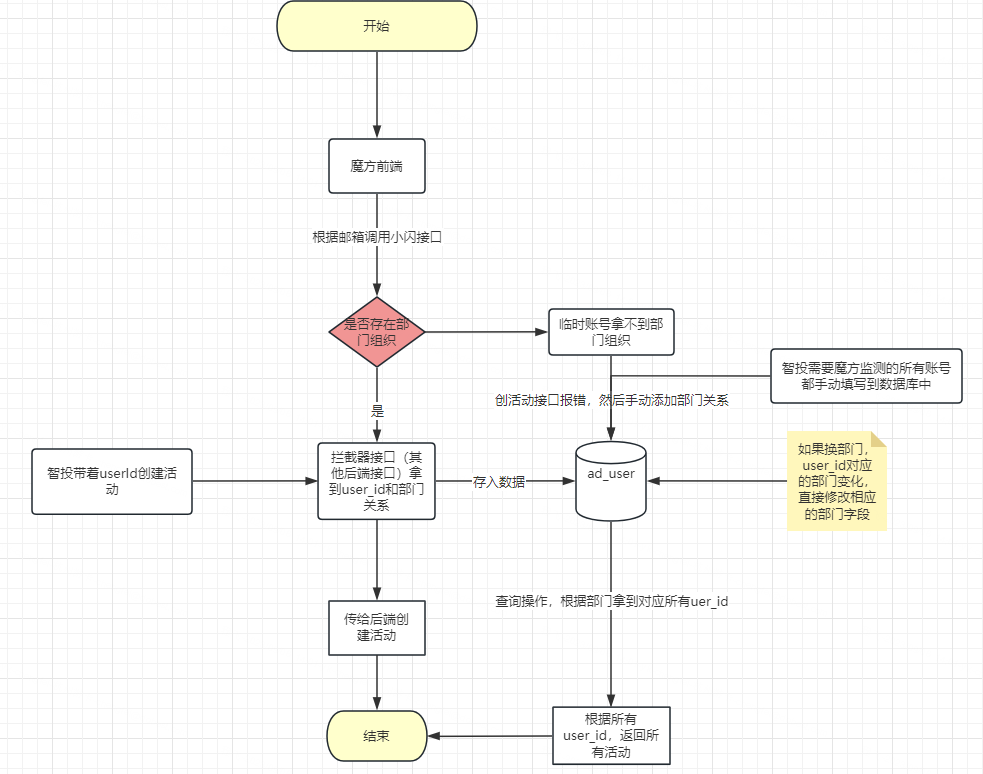 开始
魔方前端
根据邮箱调用小闪接口
是否存在部
门组织
临时账号拿不到部
门组织
智投需要魔方监测的所有账号
都手动填写到数据库中
创活动接口报错，然后手动添加部门关系
是
智投带着userId创建活
动
拦截器接口（其
他后端接口）拿
到user_id和部门
关系
存入数据
ad_user
如果换部门，
user_id对应
的部门变化，
直接修改相应
的部门字段
传给后端创
建活动
查询操作，根据部门拿到对应所有uer_id
结束
根据所有
user_id，返回所
有活动